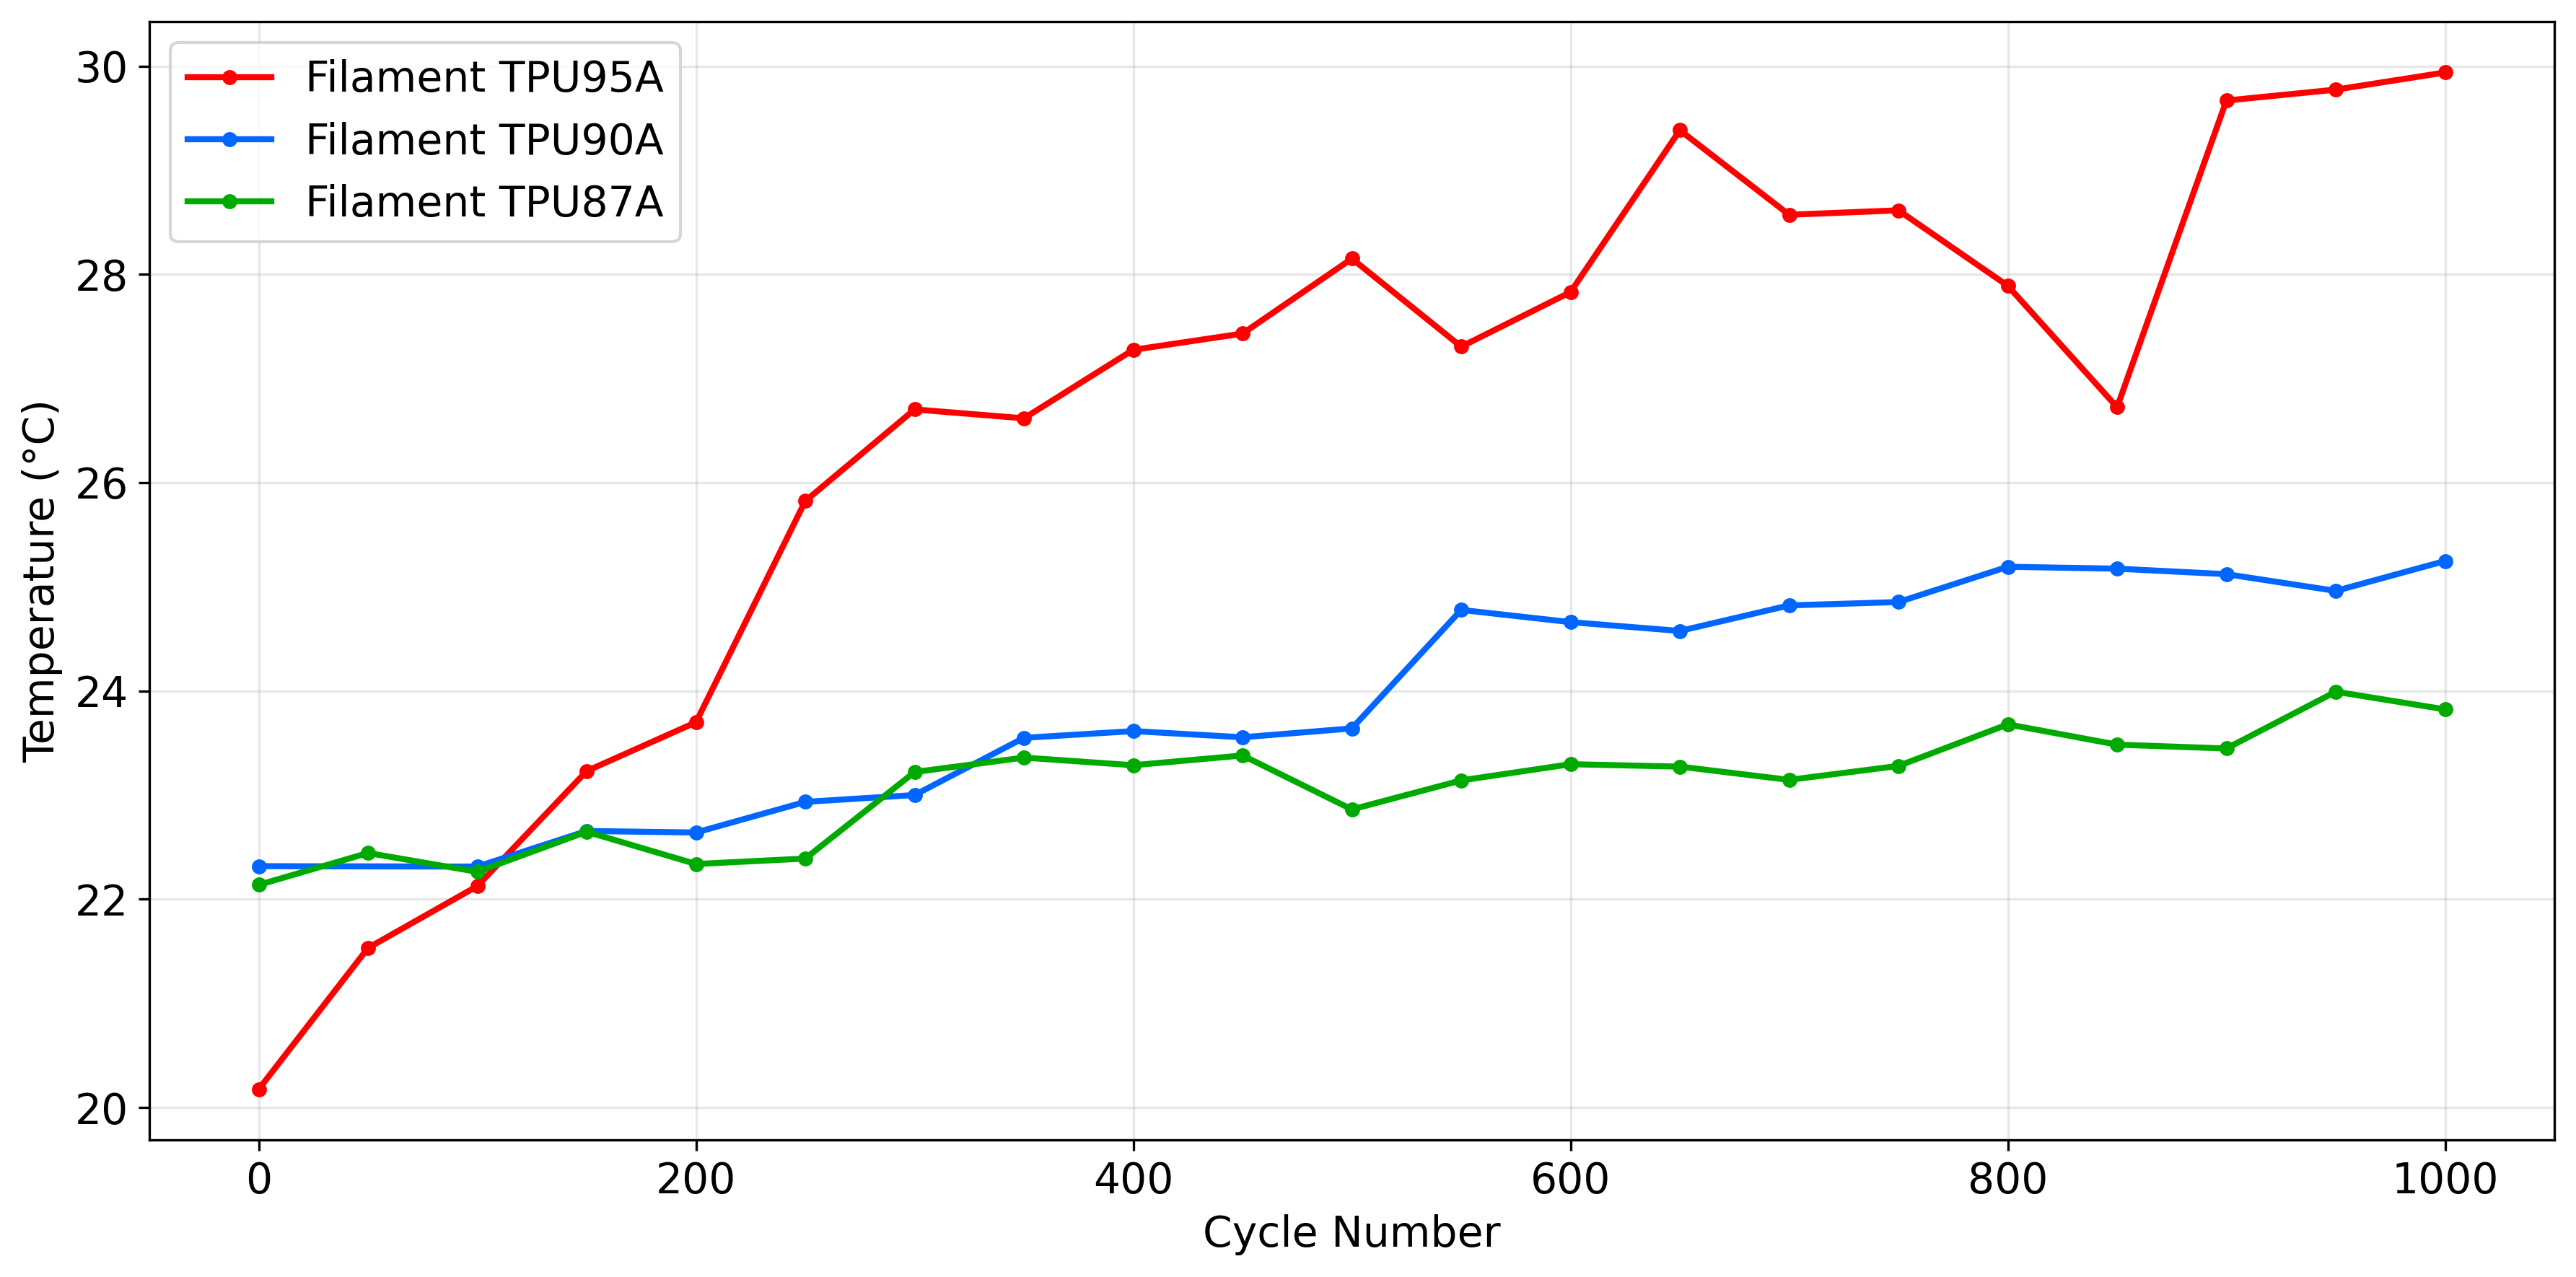 Filament TPU95A
Filament TPU90A
Filament TPU87A
30
28
26
24
22
20
Temperature (°C)
0 200 400 600 800 1000
Cycle Number